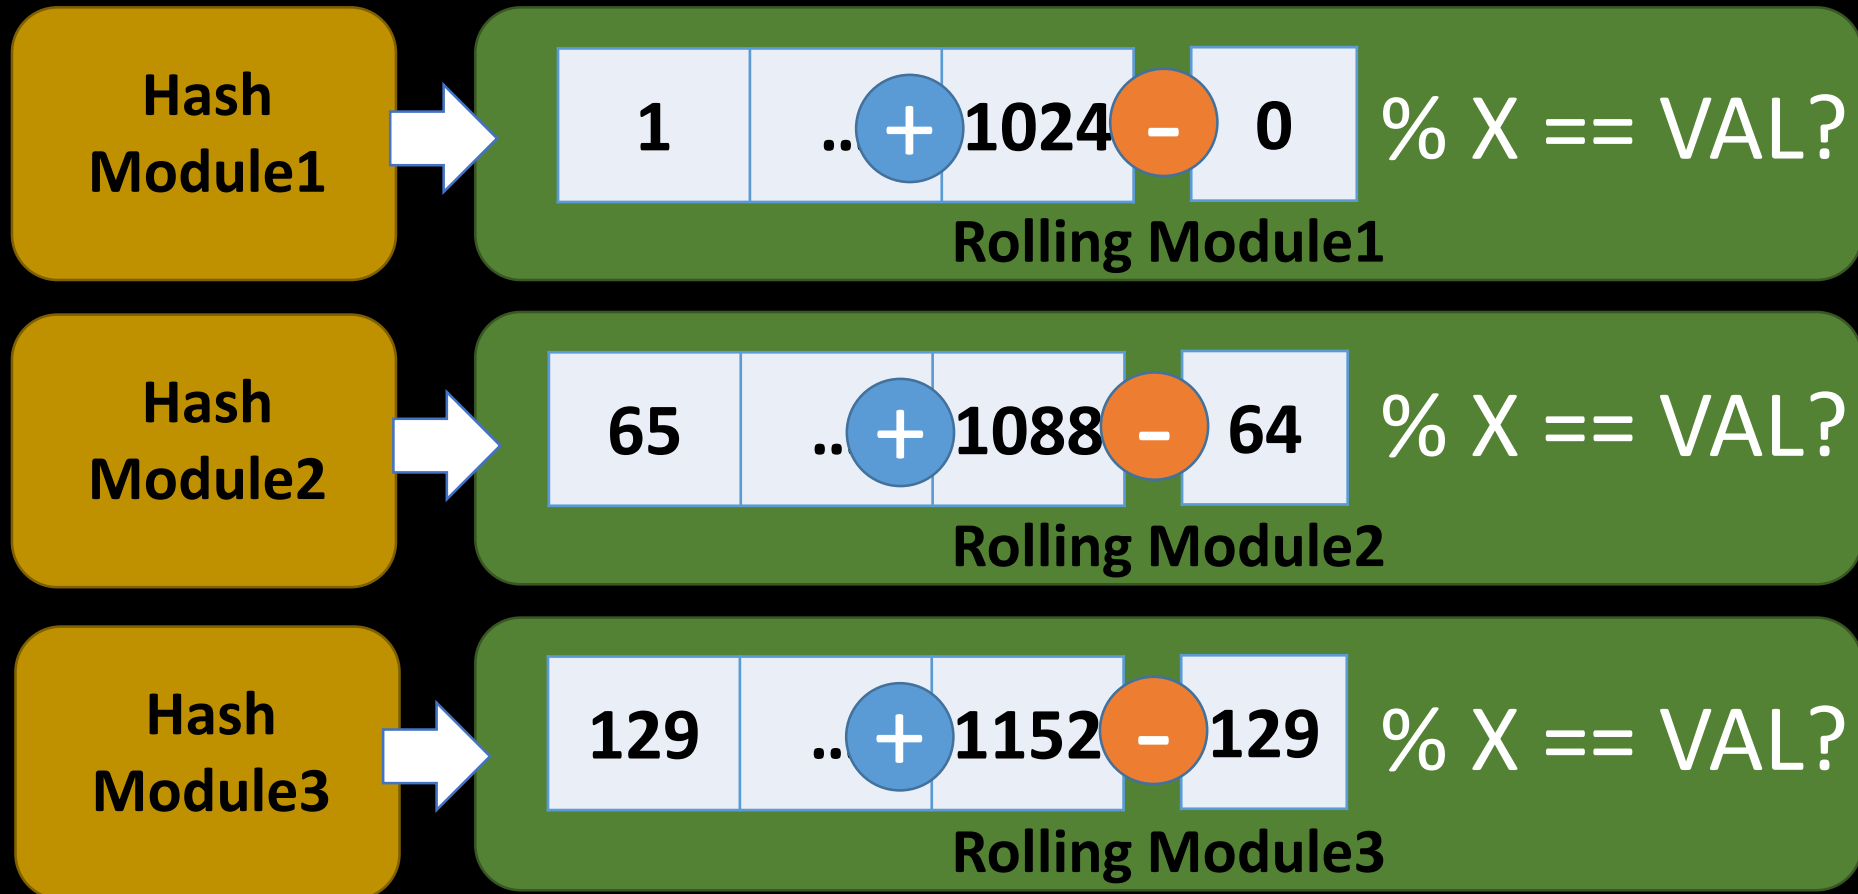 Hash
Module1
1 ... + 1024 - 0 % X == VAL?
Rolling Module1
Hash
Module2
65 ... + 1088 - 64 % X == VAL?
Rolling Module2
Hash
Module3
129 ... + 1152 - 129 % X == VAL?
Rolling Module3